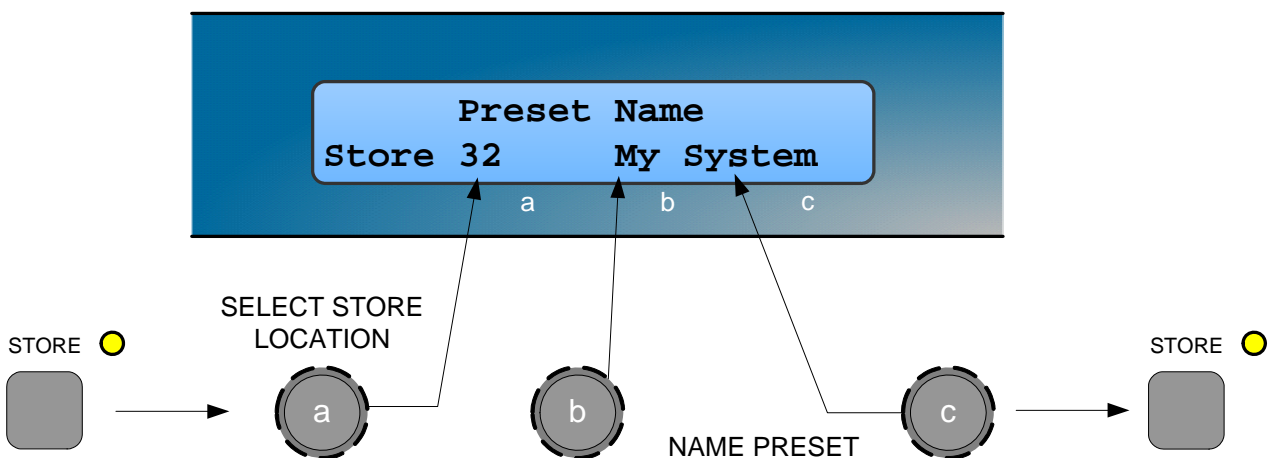 Preset Name
Store 32 My System
a b c
SELECT STORE
LOCATION
STORE
STORE
a
b
c
NAME PRESET